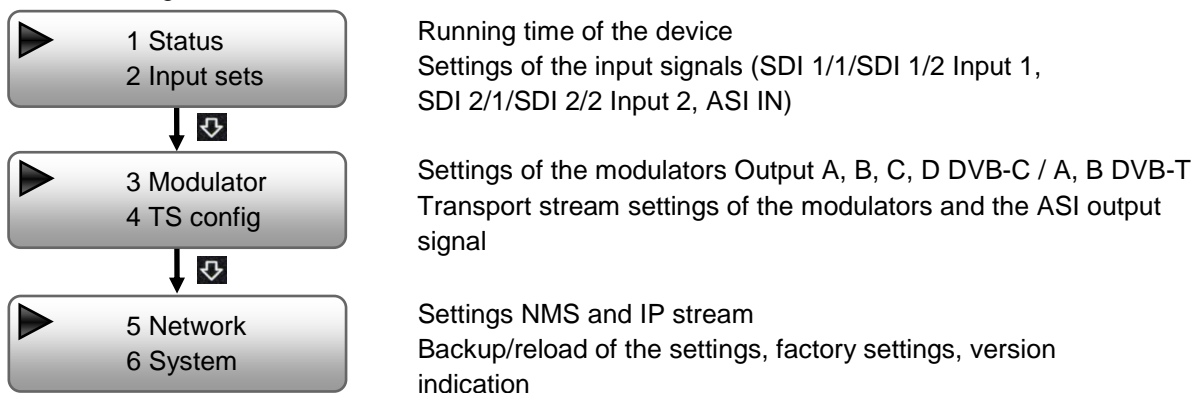 1 Status
2 Input sets
Running time of the device
Settings of the input signals (SDI 1/1/SDI 1/2 Input 1,
SDI 2/1/SDI 2/2 Input 2, ASI IN)
3 Modulator
4 TS config
Settings of the modulators Output A, B, C, D DVB-C / A, B DVB-T
Transport stream settings of the modulators and the ASI output
signal
5 Network
6 System
Settings NMS and IP stream
Backup/reload of the settings, factory settings, version
indication